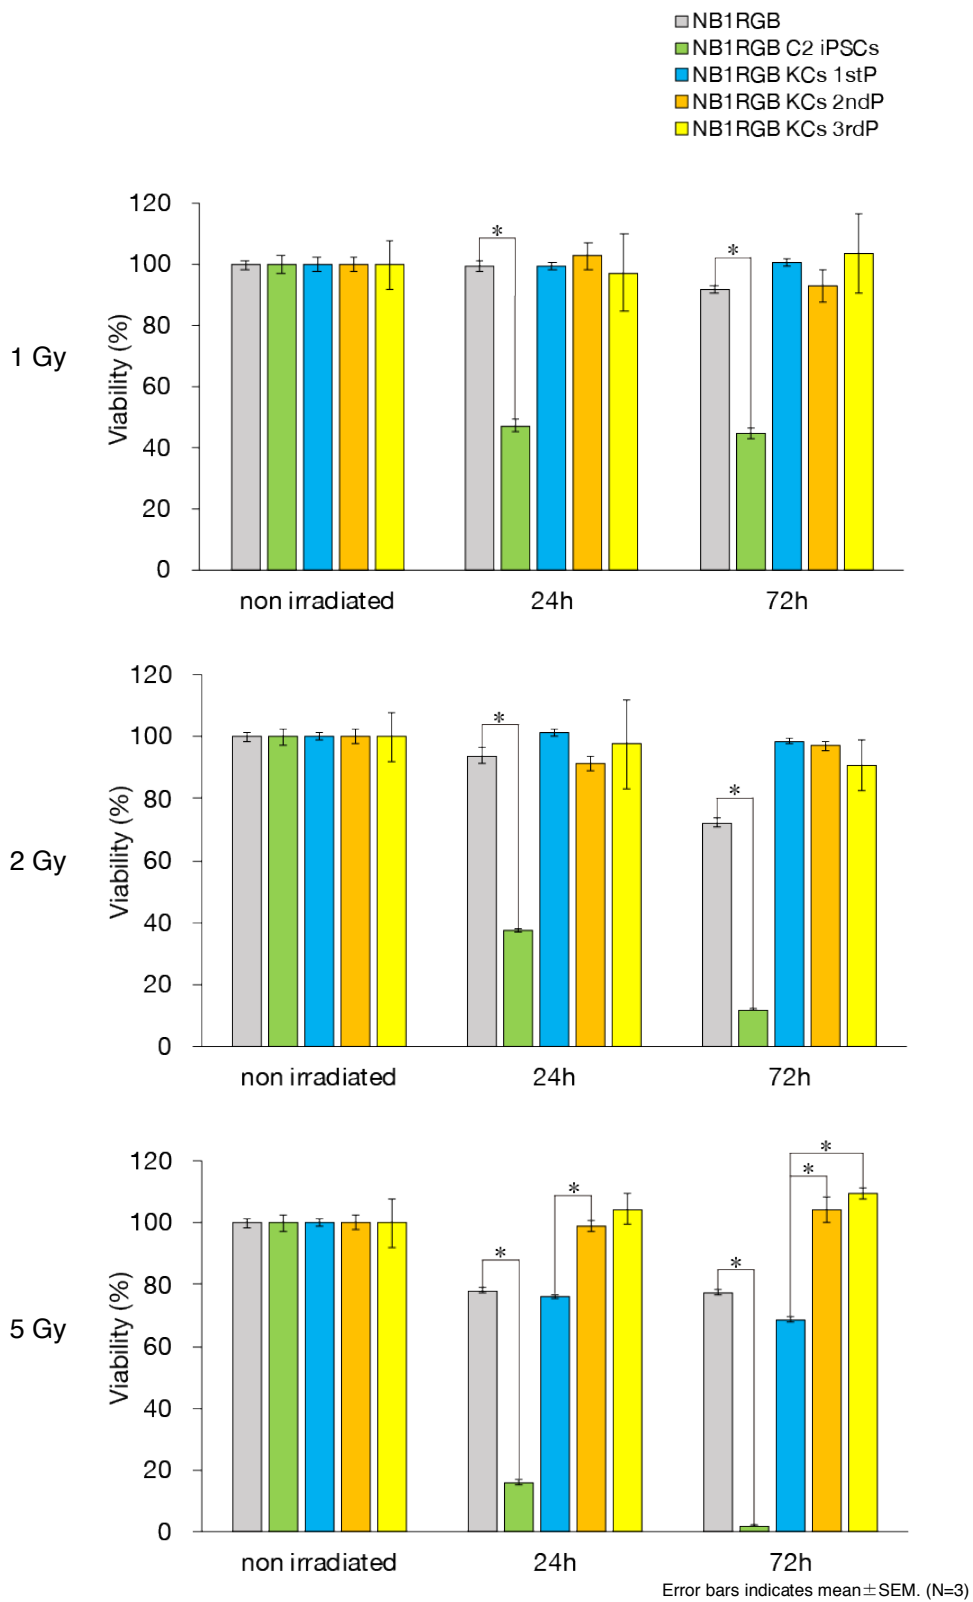 NB1RGB
NB1RGB C2 iPSCs
NB1RGB KCs 1stP
NB1RGB KCs 2ndP
NB1RGB KCs 3rdP
1 Gy
Viability (%)
120
100
80
60
40
20
0
*
*
non irradiated
24h
72h
2 Gy
Viability (%)
120
100
80
60
40
20
0
*
*
non irradiated
24h
72h
5 Gy
Viability (%)
120
100
80
60
40
20
0
*
*
*
*
*
non irradiated
24h
72h
Error bars indicates mean±SEM. (N=3)